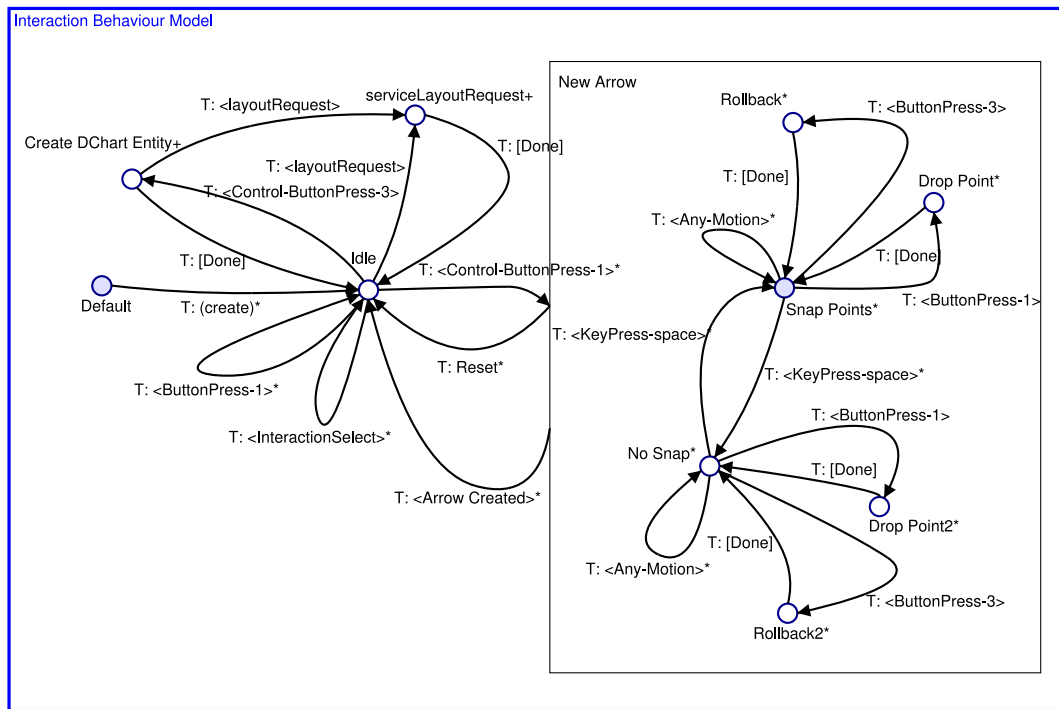 Interaction Behaviour Model
New Arrow
serviceLayoutRequest+
T: <layoutRequest>
Create DChart Entity+
T: [Done]
T: <layoutRequest>
T: <Control-ButtonPress-3>
T: [Done]
Idle
T: <Control-ButtonPress-1>*
Default
T: (create)*
T: Reset*
T: <ButtonPress-1>*
T: <InteractionSelect>*
T: <Arrow Created>*
Rollback*
T: <ButtonPress-3>
T: [Done]
Drop Point*
T: <Any-Motion>*
T: [Done]
T: <ButtonPress-1>
Snap Points*
T: <KeyPress-space>*
T: <KeyPress-space>*
T: <ButtonPress-1>
No Snap*
T: [Done]
Drop Point2*
T: [Done]
T: <Any-Motion>*
T: <ButtonPress-3>
Rollback2*